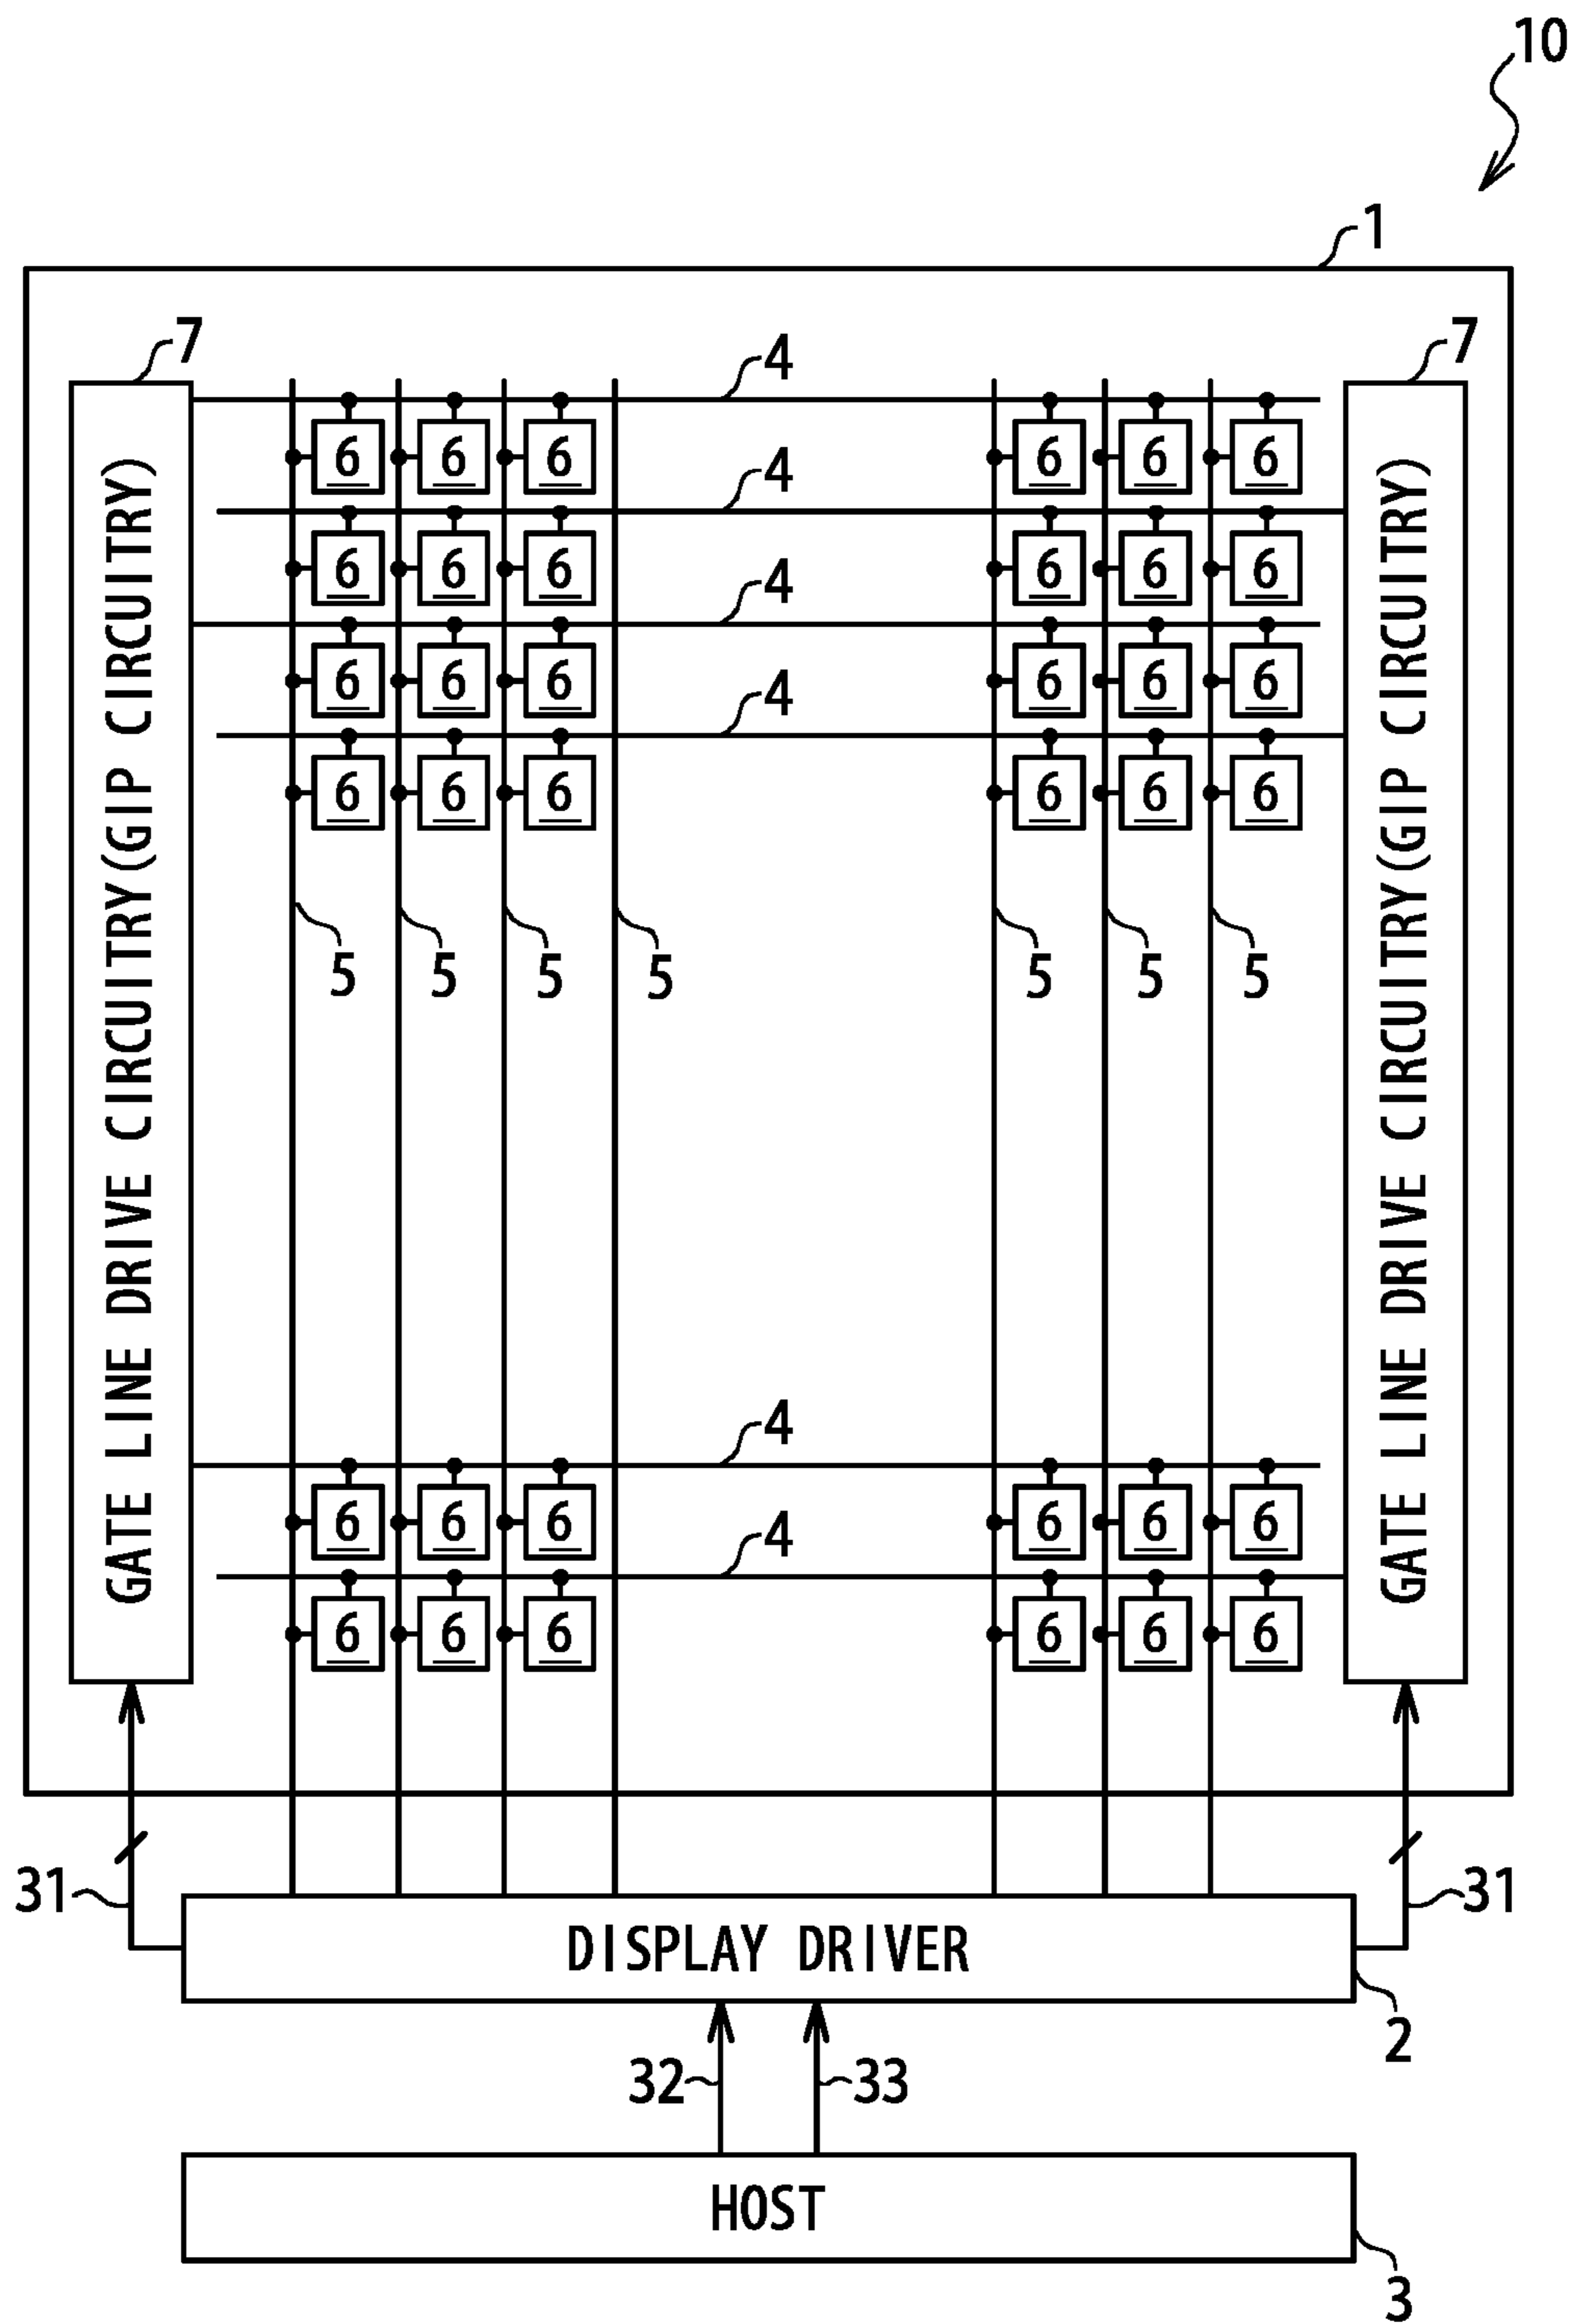 10
1
7 7
4
6 6 6 6 6 6
4
6 6 6 6 6 6
4
6 6 6 6 6 6
4
6 6 6 6 6 6
GATE LINE DRIVE CIRCUITRY(GIP CIRCUITRY)
GATE LINE DRIVE CIRCUITRY(GIP CIRCUITRY)
5 5 5 5 5 5 5
4
6 6 6 6 6 6
4
6 6 6 6 6 6
31 31
DISPLAY DRIVER
2
32 33
HOST
3